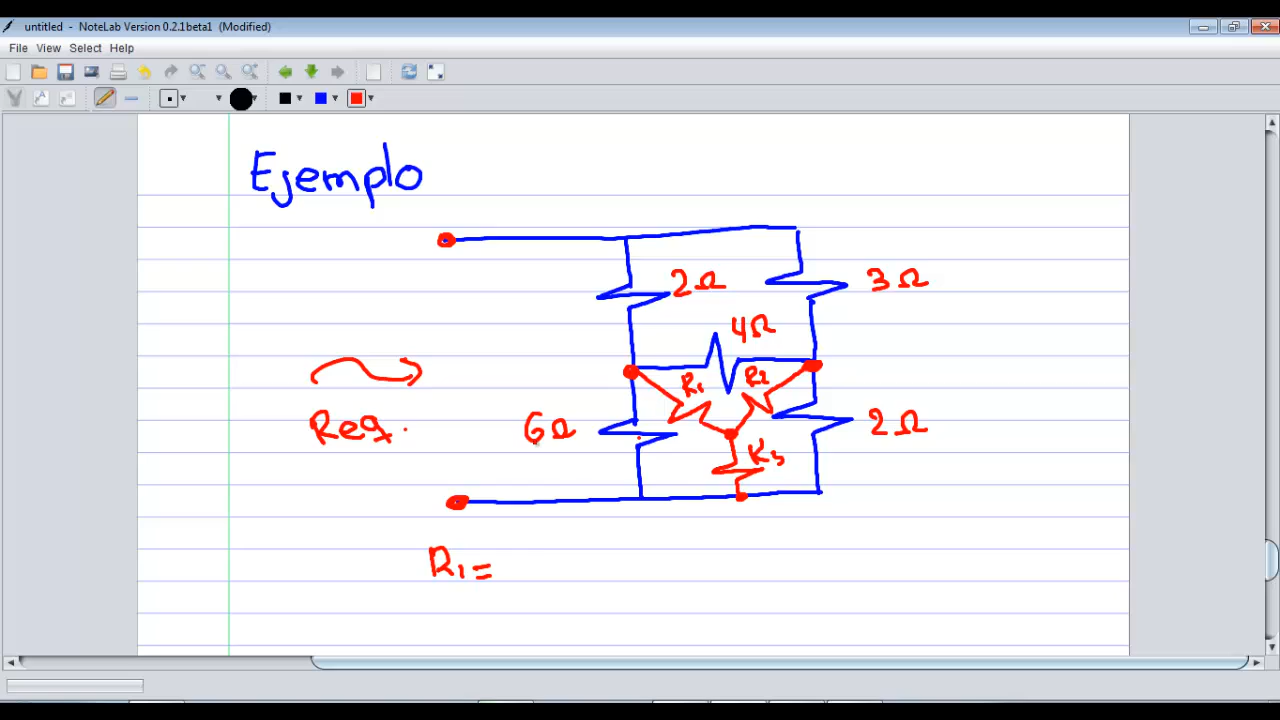 untitled - NoteLab Version 0.2.1beta1 (Modified)
File View Select Help
Ejemplo
2Ω
3Ω
4Ω
R1
R2
Req.
6Ω
R3
2Ω
R1=